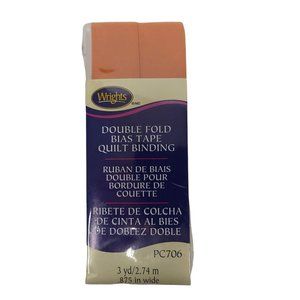 Wrights
DOUBLE FOLD
BIAS TAPE
QUILT BINDING
RUBAN DE BIAIS
DOUBLE POUR
BORDURE DE
COUETTE
RIBETE DE COLCHA
DE CINTA AL BIES
DE DOBLEZ DOBLE
PC706
3 yd/2.74 m
875 in wide